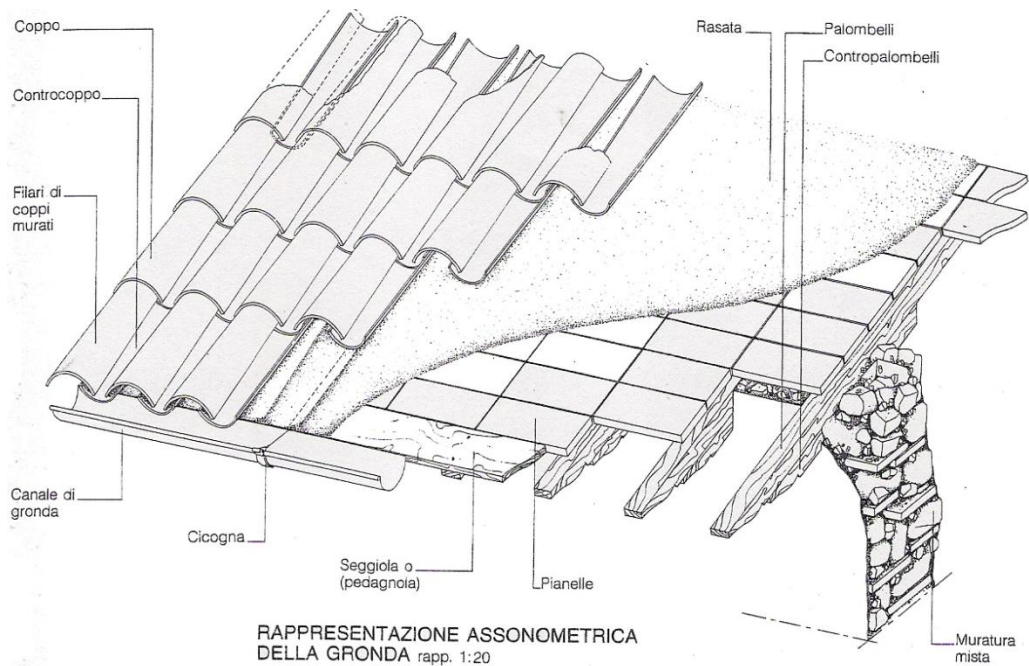 Coppo
Controcoppo
Filari di
coppi
murati
Canale di
gronda
Cicogna
Seggiola o
(pedagnola)
Pianelle
Rasata
Palombelli
Contropalombelli
Muratura
mista
RAPPRESENTAZIONE ASSONOMETRICA
DELLA GRONDA rapp. 1:20